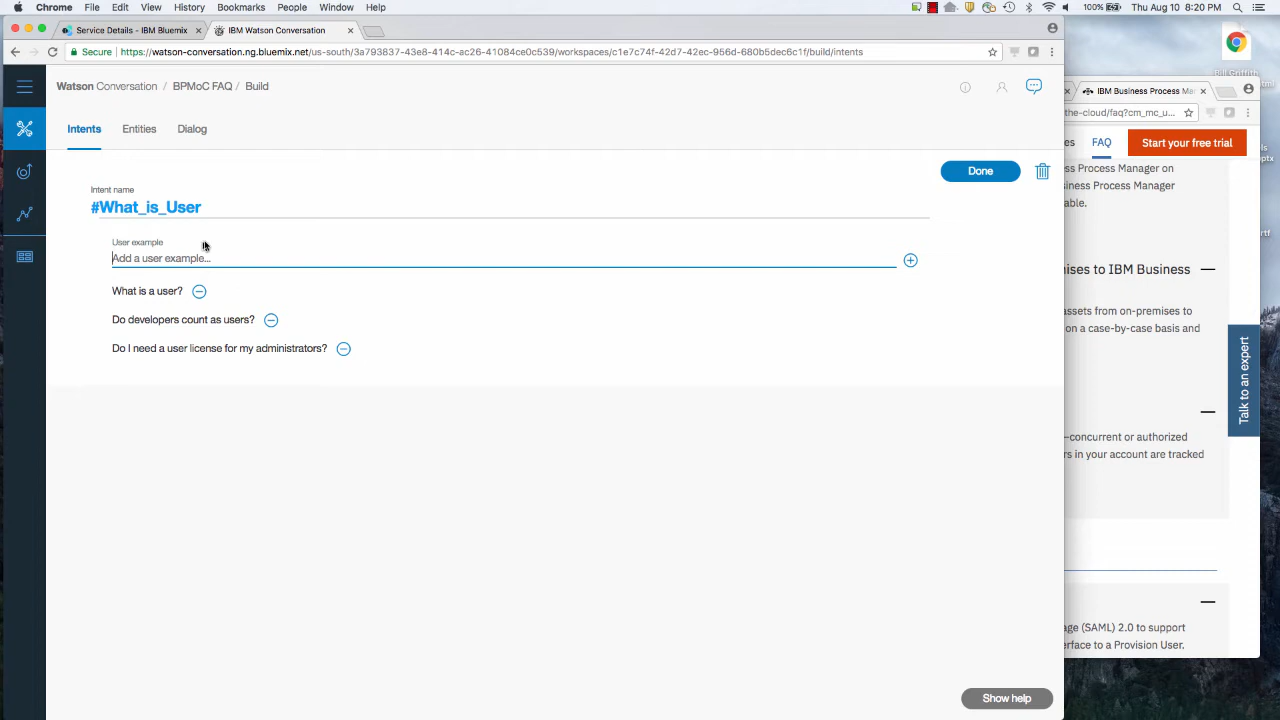 Chrome File Edit View History Bookmarks People Window Help
100% Thu Aug 10 8:20 PM
Service Details - IBM Bluemix
IBM Watson Conversation
Secure https://watson-conversation.ng.bluemix.net/us-south/3a793837-43e8-414c-ac26-41084ce0c539/workspaces/c1e7c74f-42d7-42ec-956d-680b5dec6c1f/build/intents
Watson Conversation / BPMoC FAQ / Build
Intents Entities Dialog
Done
Intent name
#What_is_User
User example
Add a user example...
What is a user?
Do developers count as users?
Do I need a user license for my administrators?
Show help
IBM Business Process Ma
the-cloud/faq?cm_mc_u...
es FAQ Start your free trial
ss Process Manager on
siness Process Manager
able.
mises to IBM Business
assets from on-premises to
on a case-by-case basis and
Talk to an expert
—concurrent or authorized
rs in your account are tracked
age (SAML) 2.0 to support
erface to a Provision User.